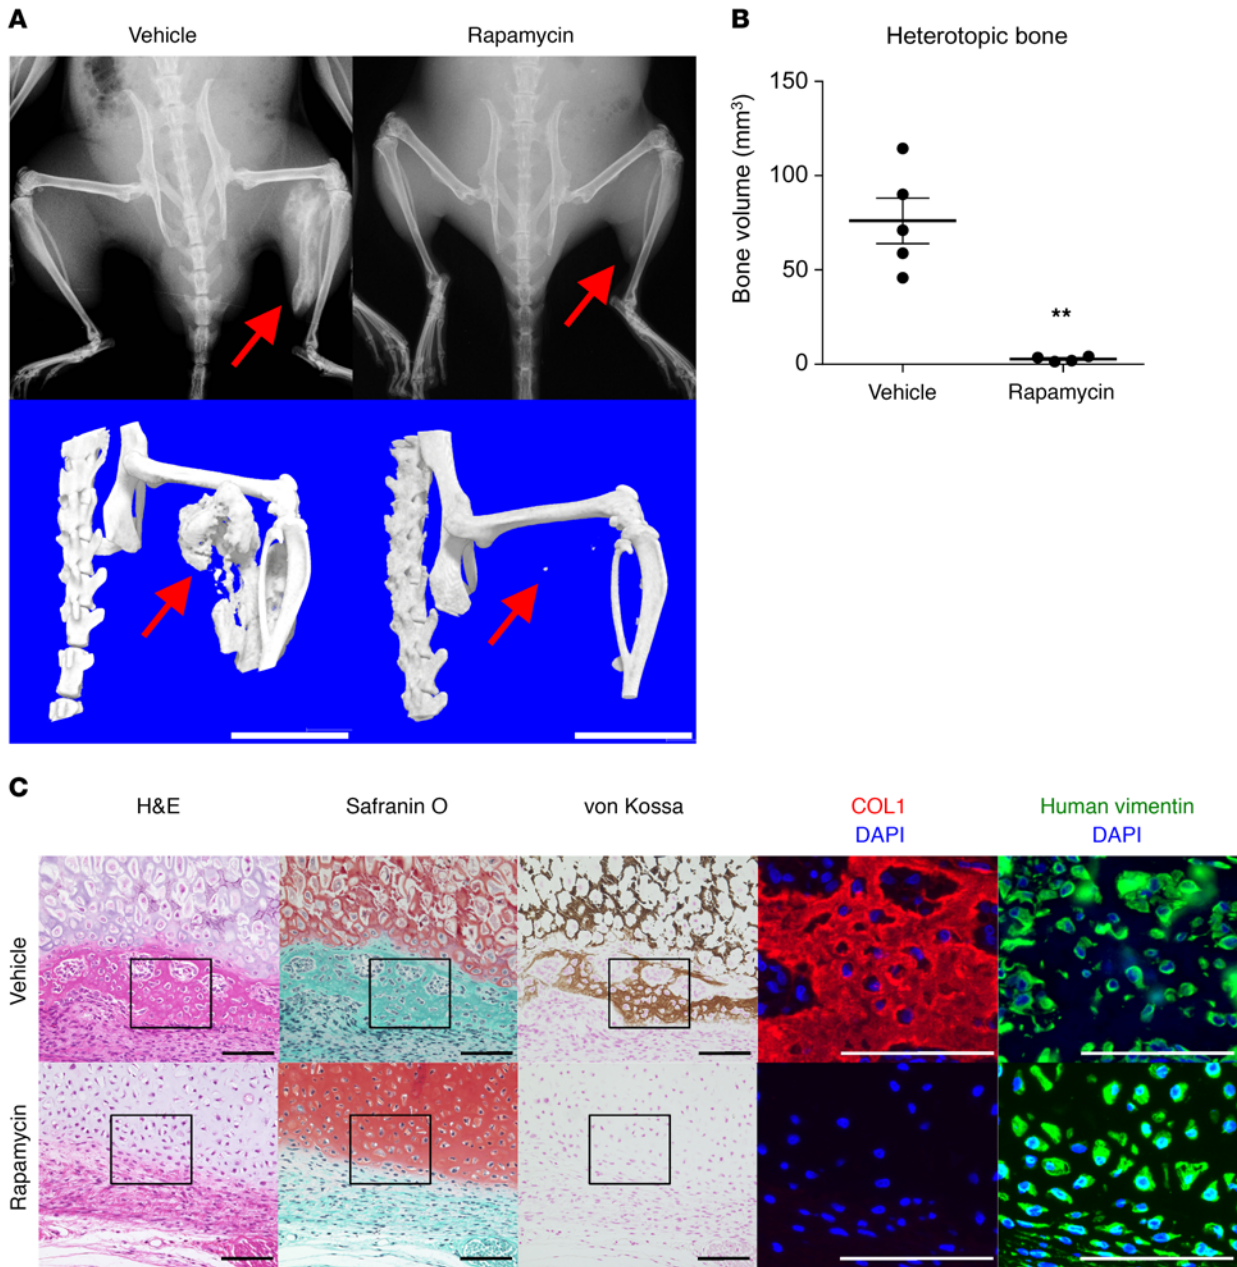 A
Vehicle
Rapamycin
B
Heterotopic bone
Bone volume (mm³)
150
100
50
0
**
Vehicle
Rapamycin
C
H&E
Safranin O
von Kossa
COL1
DAPI
Human vimentin
DAPI
Vehicle
Rapamycin